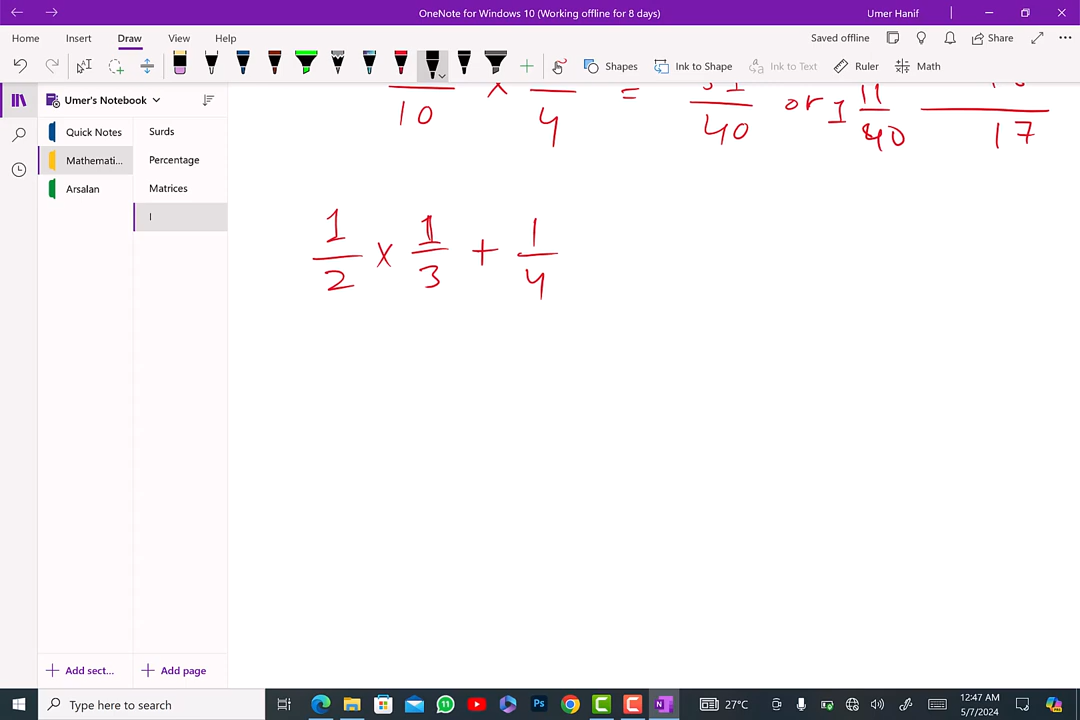 OneNote for Windows 10 (Working offline for 8 days)
Umer Hanif
Home Insert Draw View Help
Saved offline
Share
Shapes Ink to Shape Ink to Text Ruler Math
Umer's Notebook
Quick Notes
Mathemati...
Arsalan
Surds
Percentage
Matrices
I
10 × 4 = 40 or 1 11/40
17
1/2 × 1/3 + 1/4
Add sect...
Add page
Type here to search
27°C
12:47 AM
5/7/2024